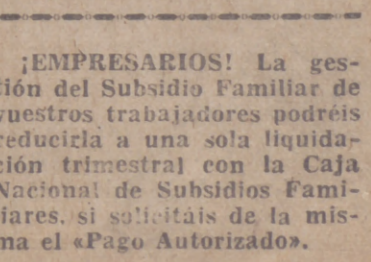 ¡EMPRESARIOS! La ges-
tión del Subsidio Familiar de
vuestros trabajadores podréis
reducirla a una sola liquida-
ción trimestral con la Caja
Nacional de Subsidios Fami-
liares. si solicitáis de la mis-
ma el «Pago Autorizado».